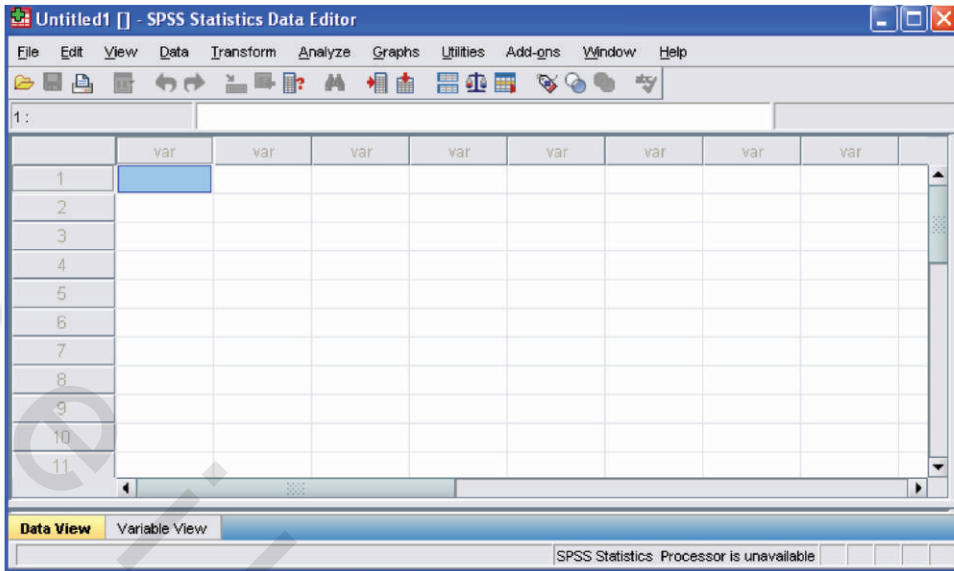 Untitled1 [] - SPSS Statistics Data Editor
File Edit View Data Transform Analyze Graphs Utilities Add-ons Window Help
1 :
var var var var var var var var
1
2
3
4
5
6
7
8
9
10
11
Data View Variable View
SPSS Statistics Processor is unavailable